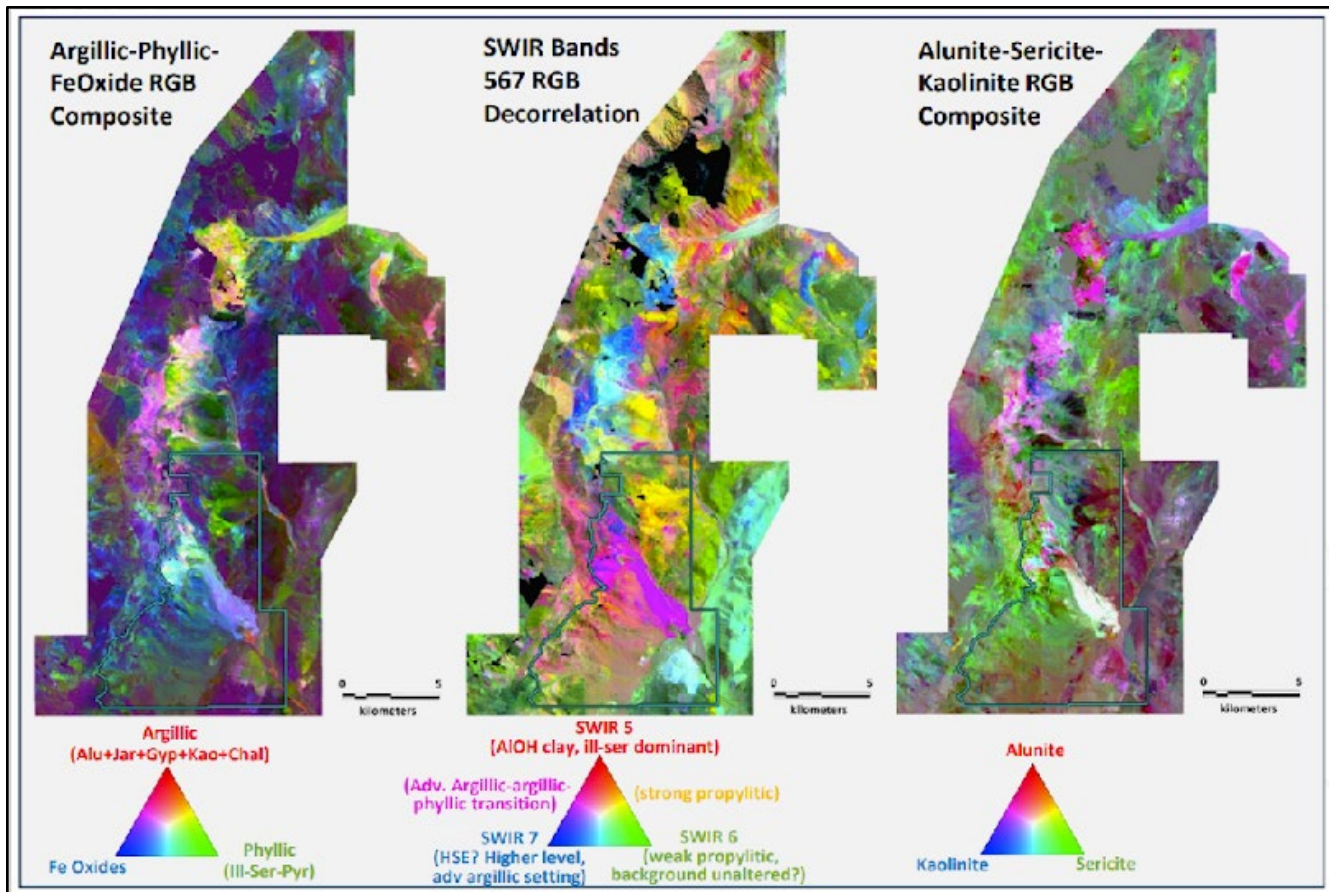 Argillic-Phyllic-
FeOxide RGB
Composite
SWIR Bands
567 RGB
Decorrelation
Alunite-Sericite-
Kaolinite RGB
Composite
0 5
kilometers
0 5
kilometers
0 5
kilometers
Argillic
(Alu+Jar+Gyp+Kao+Chal)
Fe Oxides
Phyllic
(Ill-Ser-Pyr)
SWIR 5
(AlOH clay, ill-ser dominant)
(Adv. Argillic-argillic-
phyllic transition)
(strong propylitic)
SWIR 7
(HSE? Higher level,
adv argillic setting)
SWIR 6
(weak propylitic,
background unaltered?)
Alunite
Kaolinite
Sericite